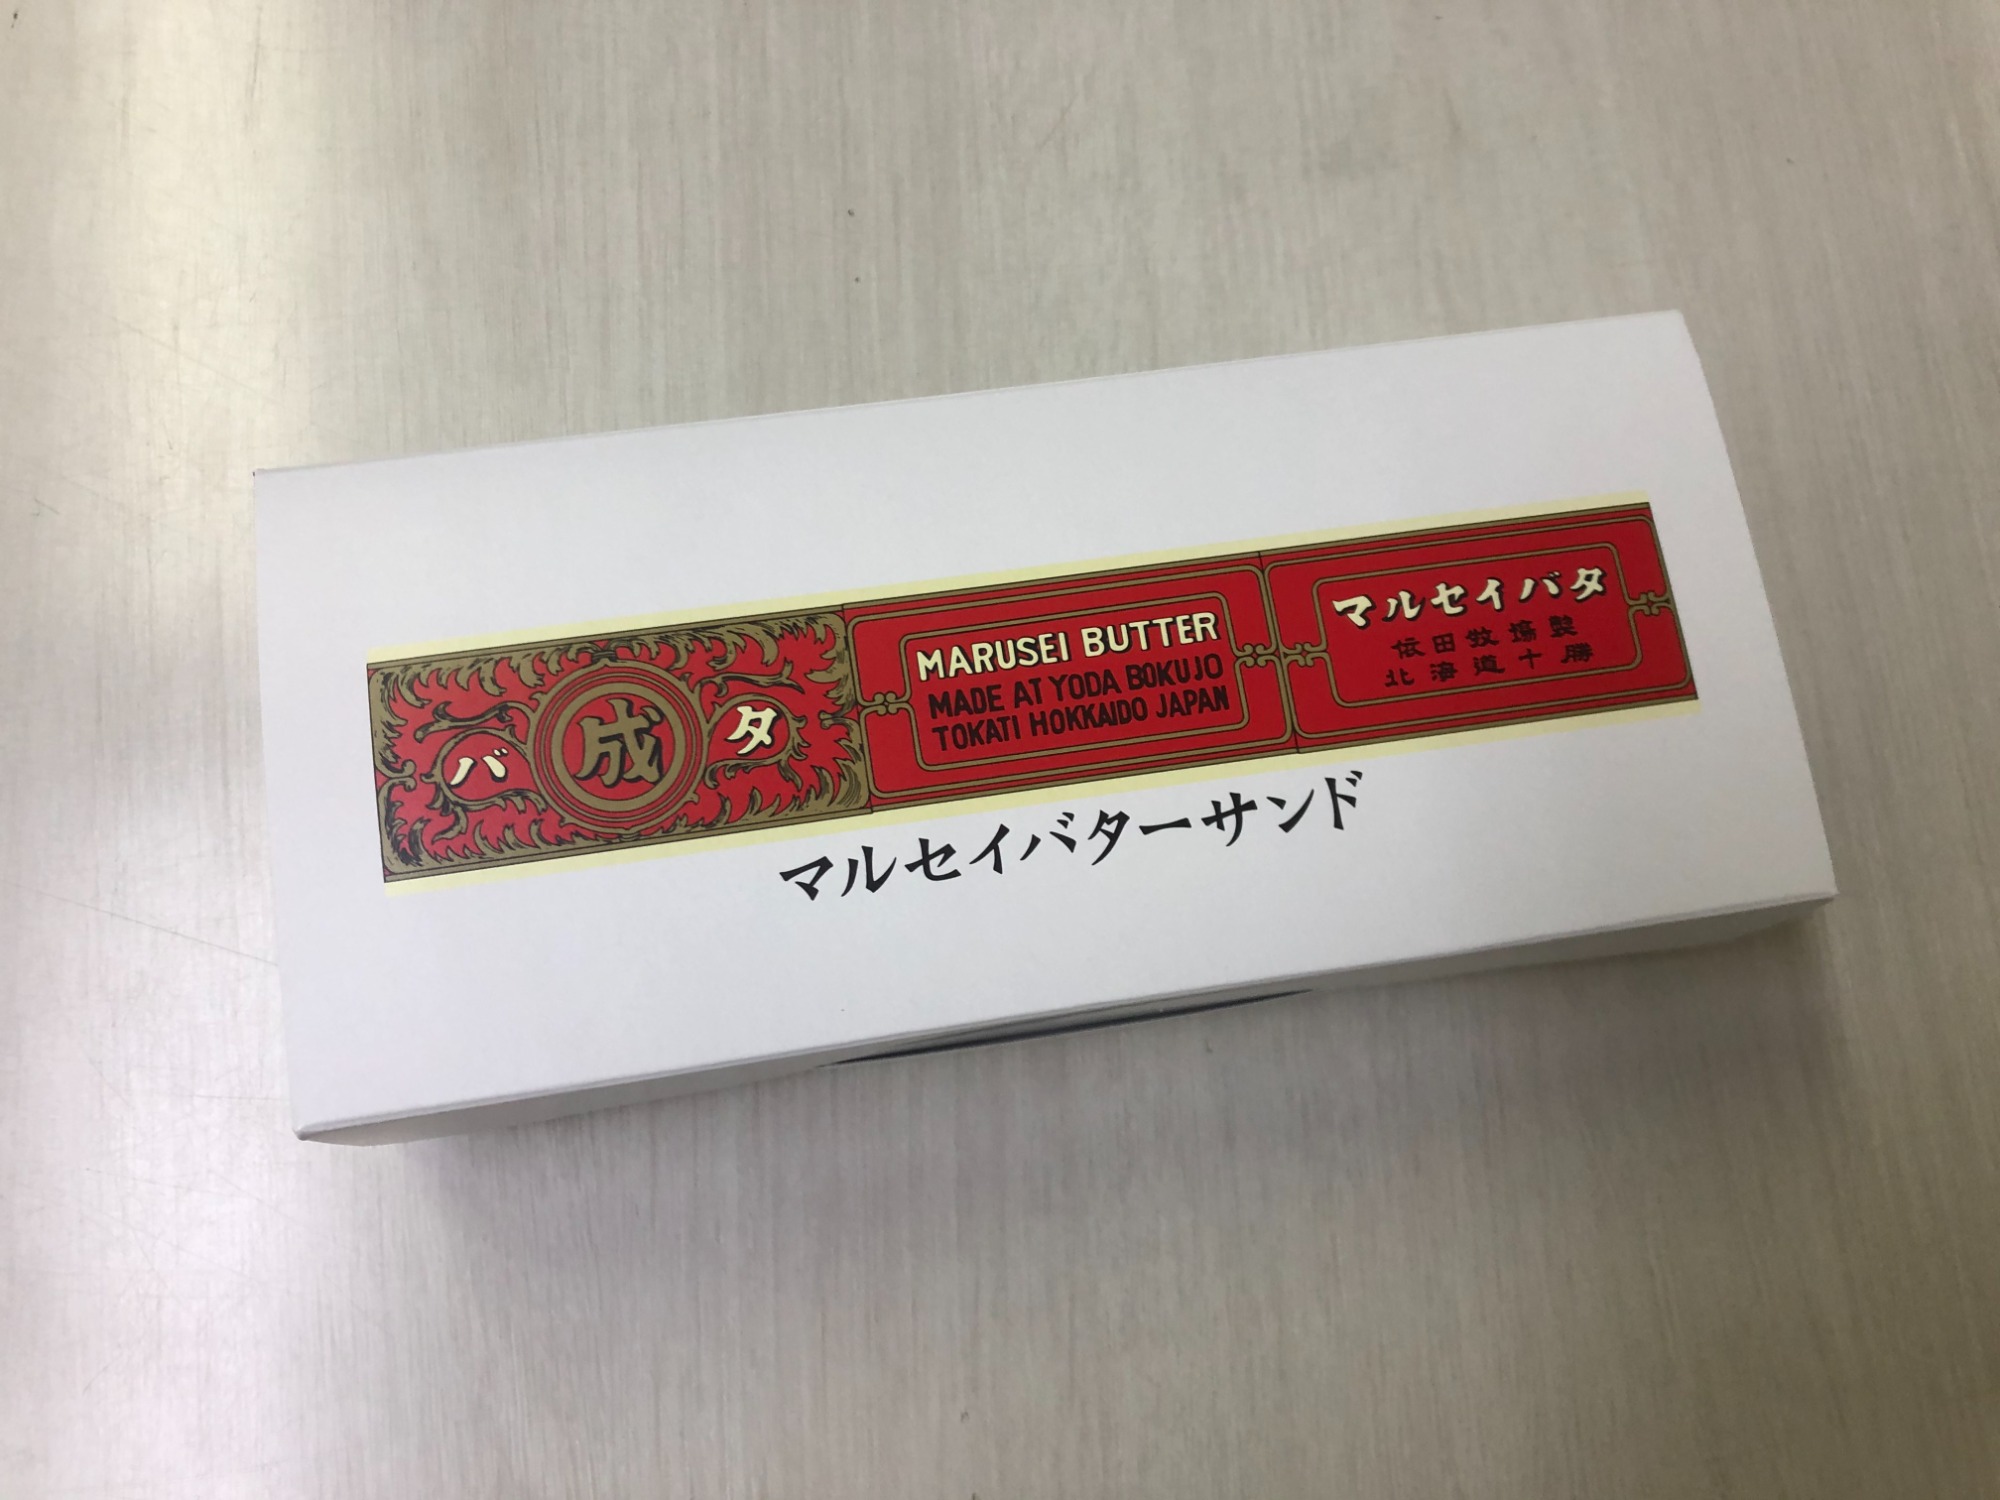 バ 成 タ
MARUSEI BUTTER
MADE AT YODA BOKUJO
TOKATI HOKKAIDO JAPAN
マルセイバタ
依田牧場製
北海道十勝
マルセイバターサンド